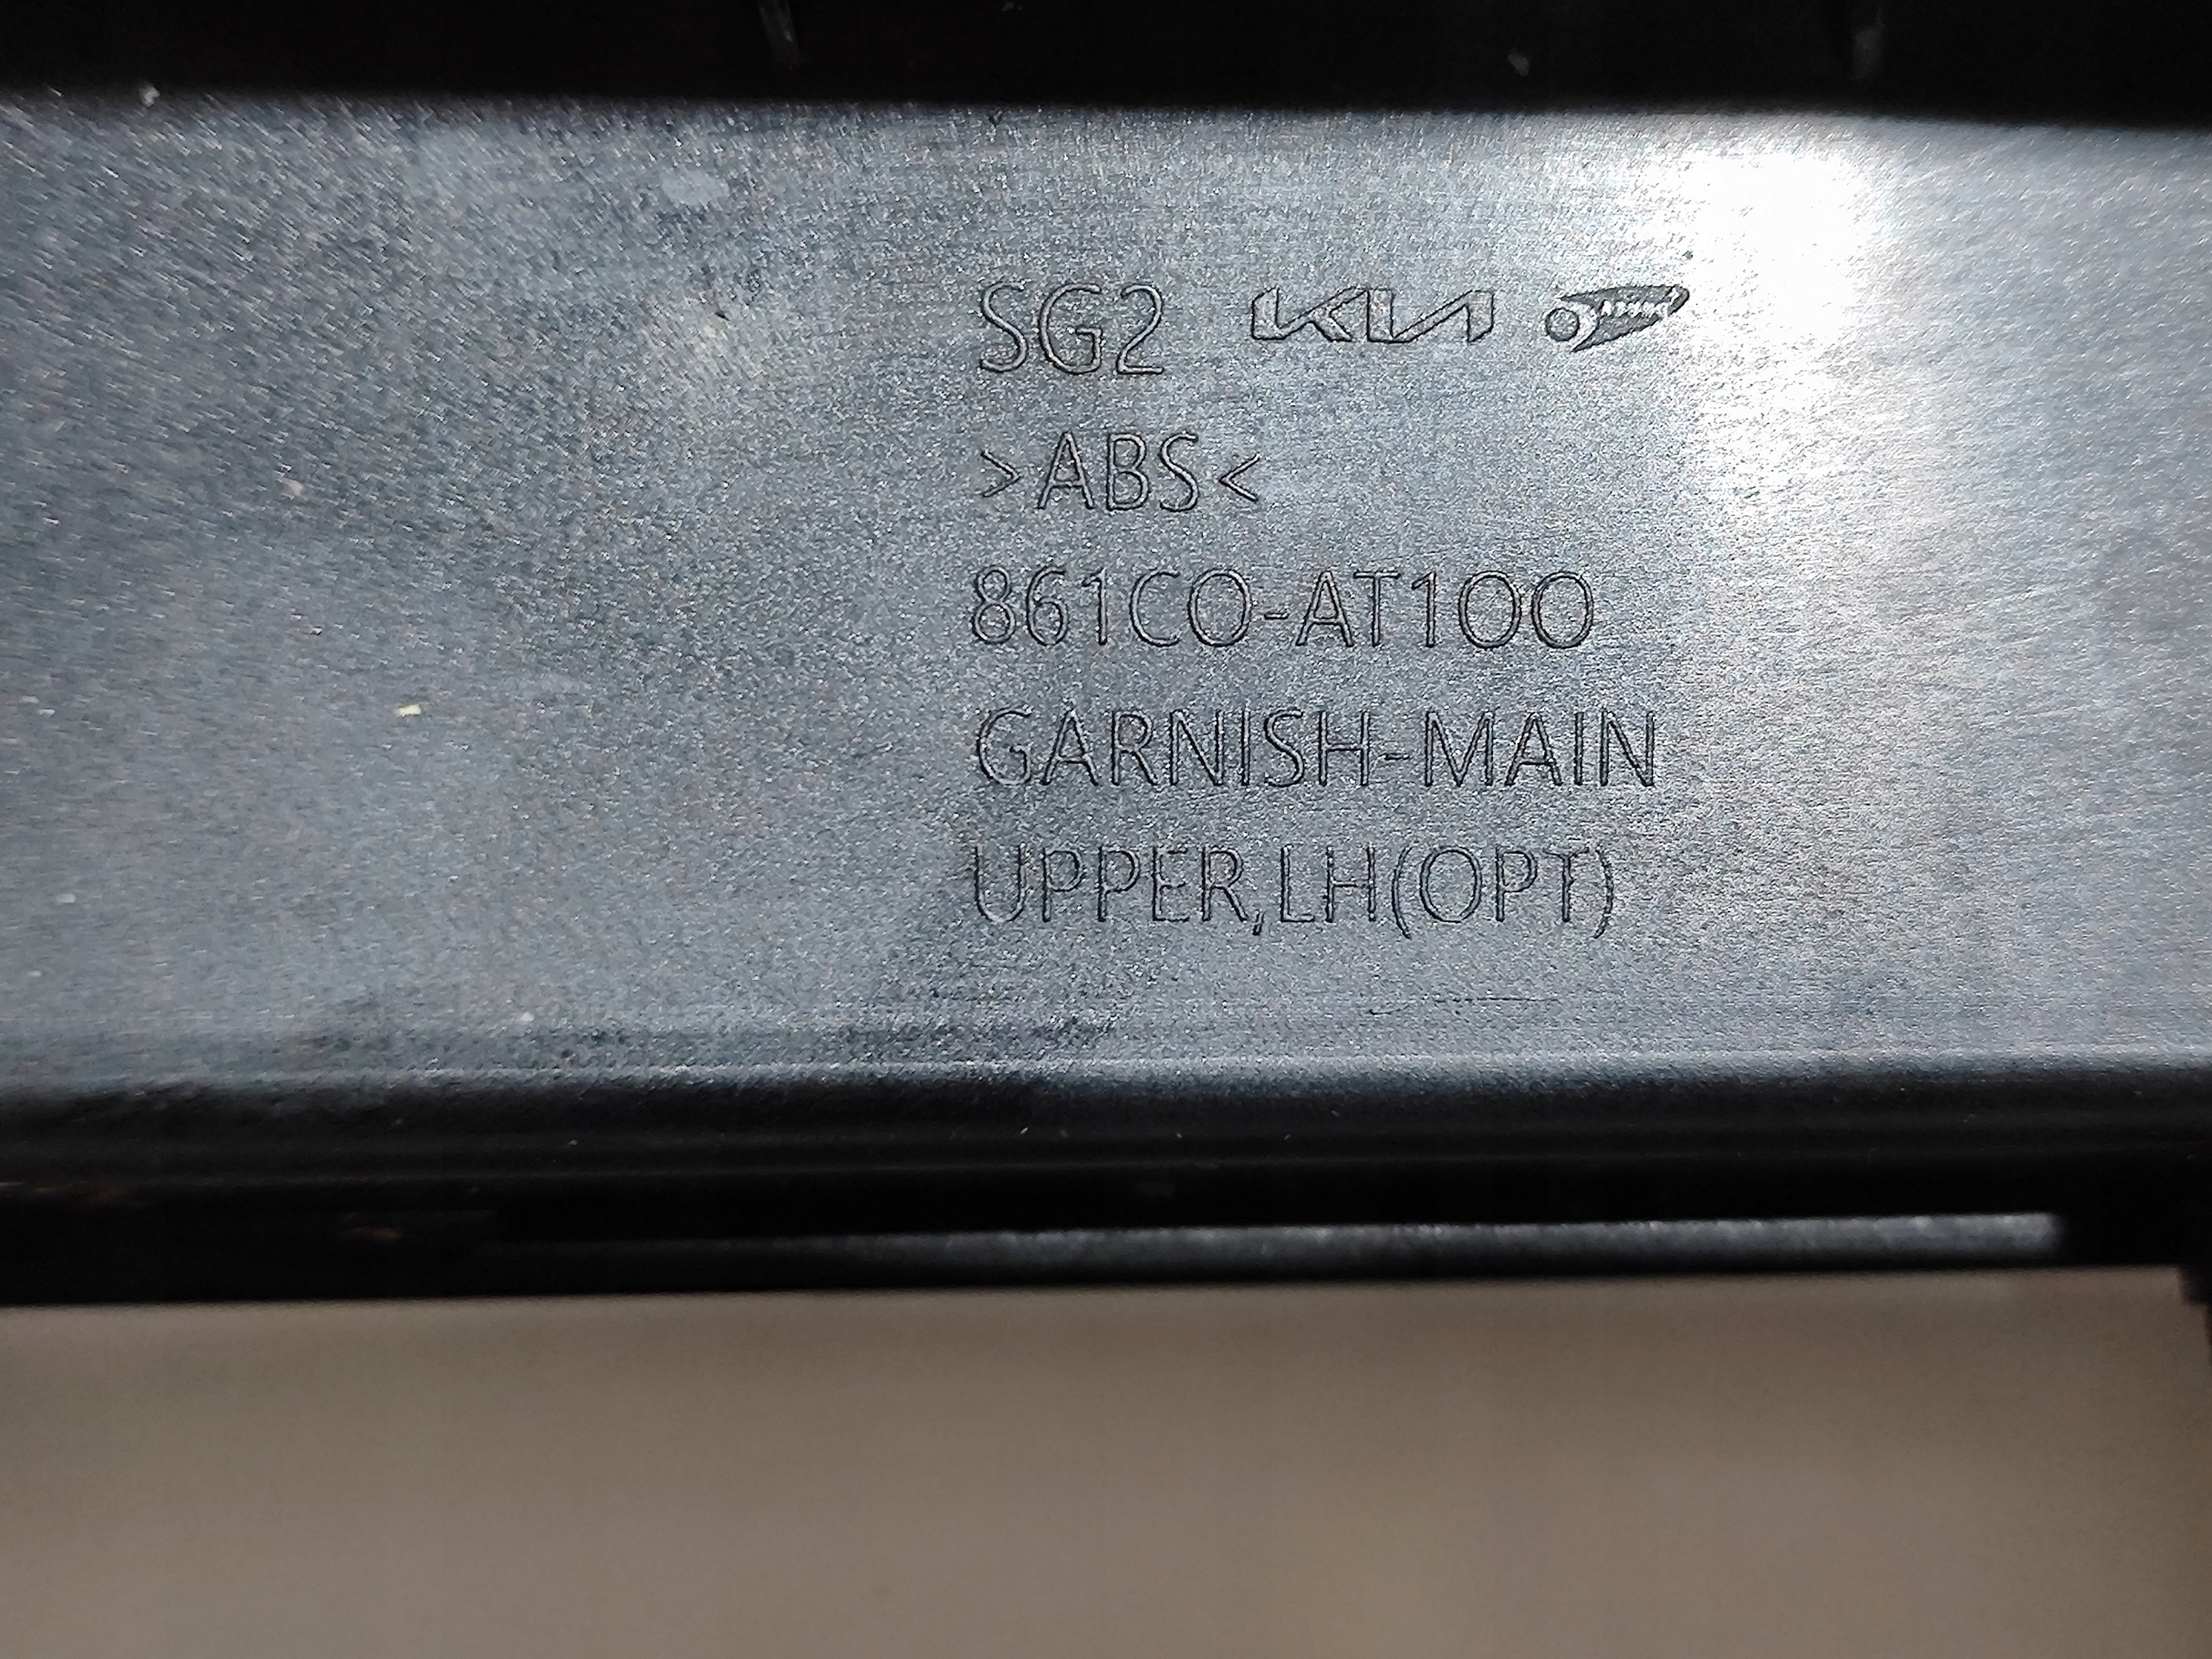 SG2 KIA
>ABS<
861C0-AT100
GARNISH-MAIN
UPPER,LH(OPT)